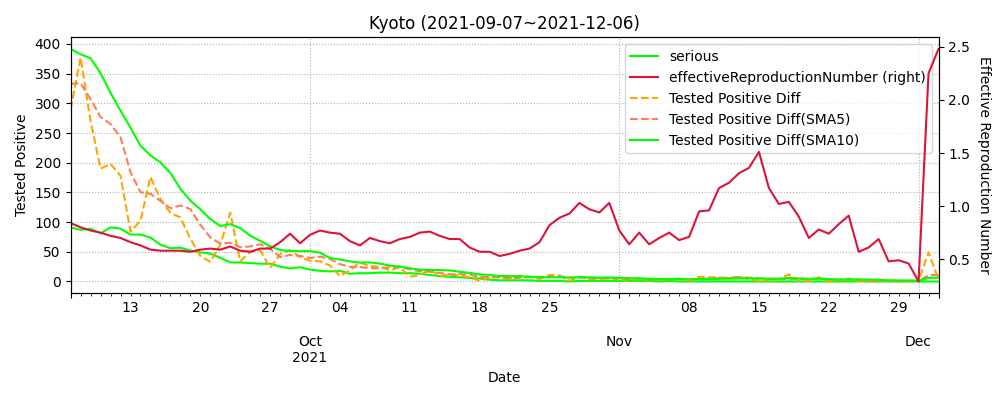 Kyoto (2021-09-07~2021-12-06)
400
350
300
250
200
150
100
50
0
Tested Positive
2.5
2.0
1.5
1.0
0.5
Effective Reproduction Number
serious
effectiveReproductionNumber (right)
Tested Positive Diff
Tested Positive Diff(SMA5)
Tested Positive Diff(SMA10)
13 20 27 04 11 18 25 08 15 22 29
Oct Nov Dec
2021
Date